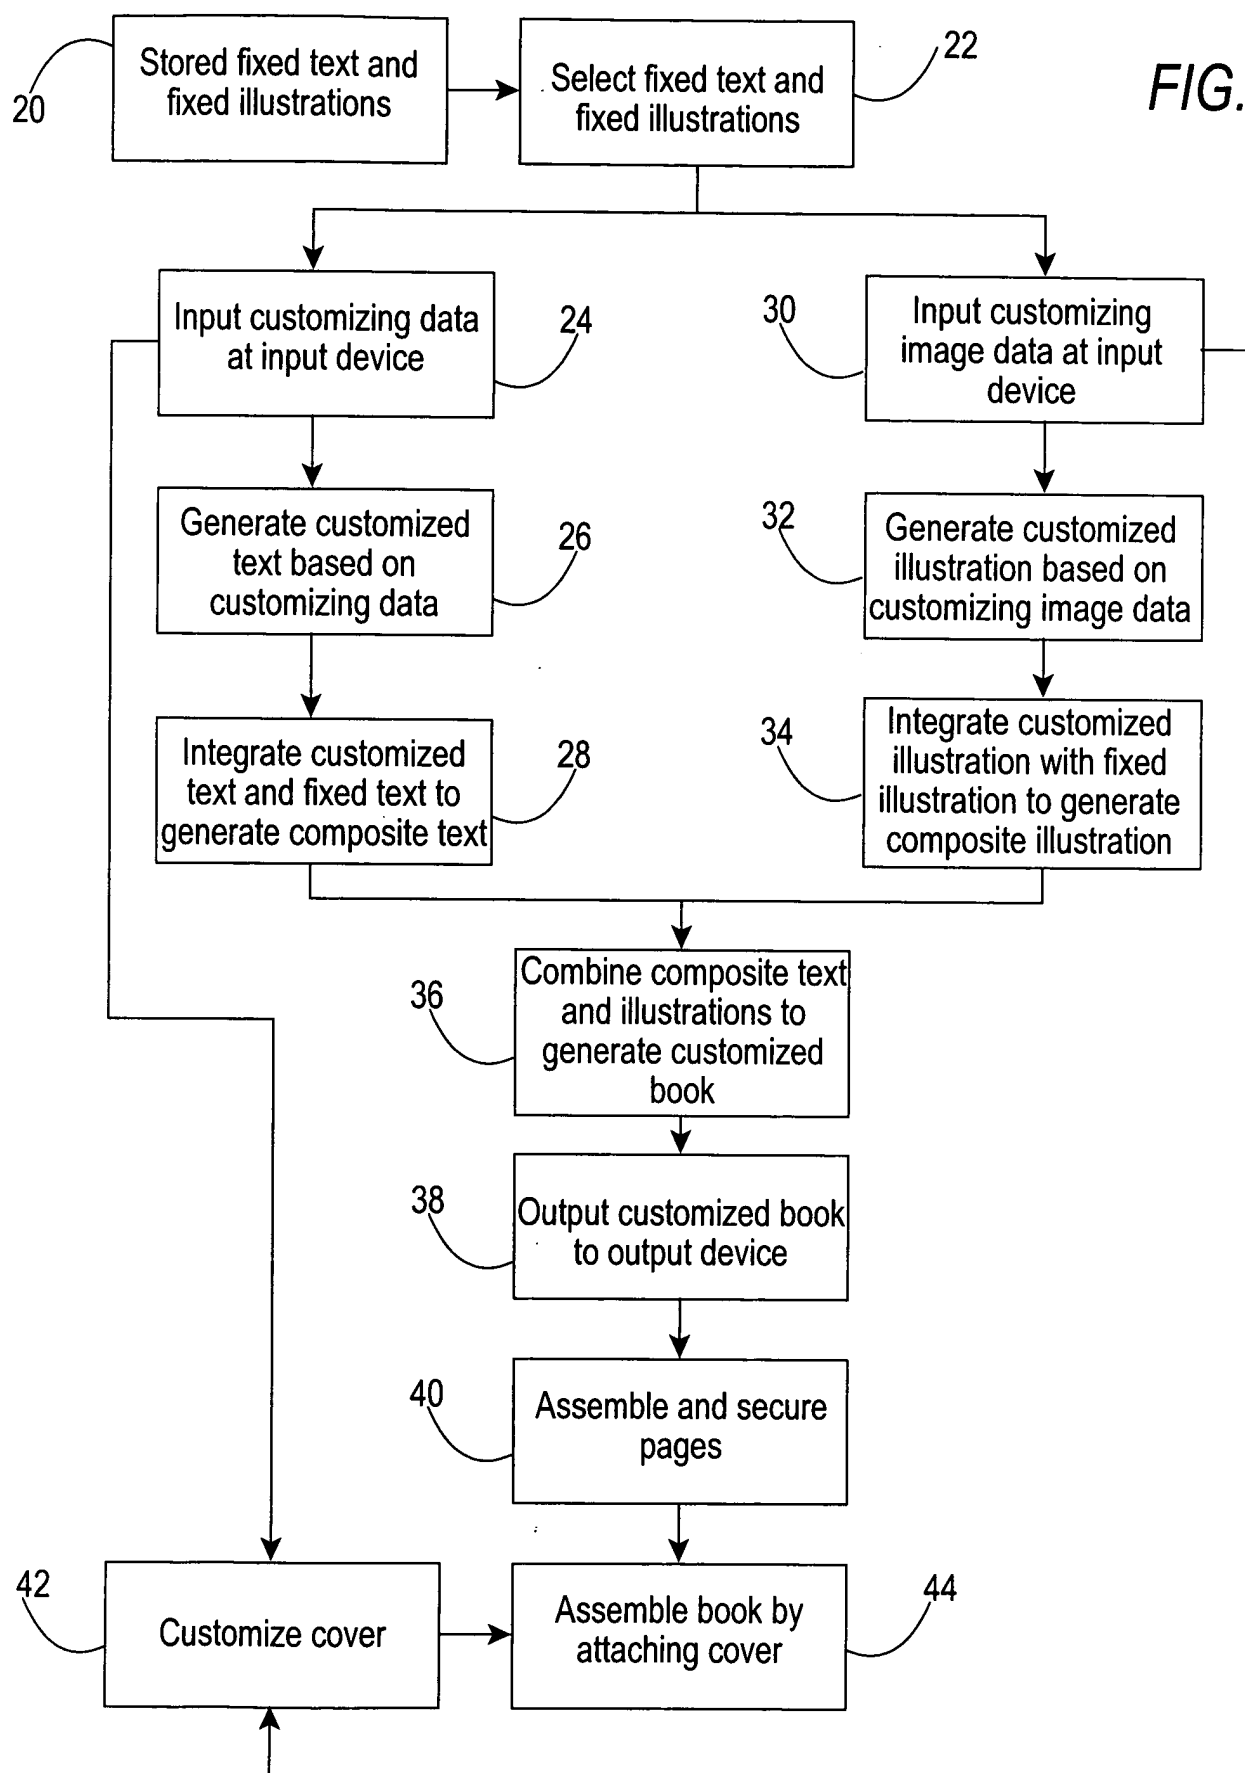 20
Stored fixed text and
fixed illustrations
Select fixed text and
fixed illustrations
22
FIG.
Input customizing data
at input device
24
30
Input customizing
image data at input
device
Generate customized
text based on
customizing data
26
32
Generate customized
illustration based on
customizing image data
Integrate customized
text and fixed text to
generate composite text
28
34
Integrate customized
illustration with fixed
illustration to generate
composite illustration
36
Combine composite text
and illustrations to
generate customized
book
38
Output customized book
to output device
40
Assemble and secure
pages
42
Customize cover
Assemble book by
attaching cover
44